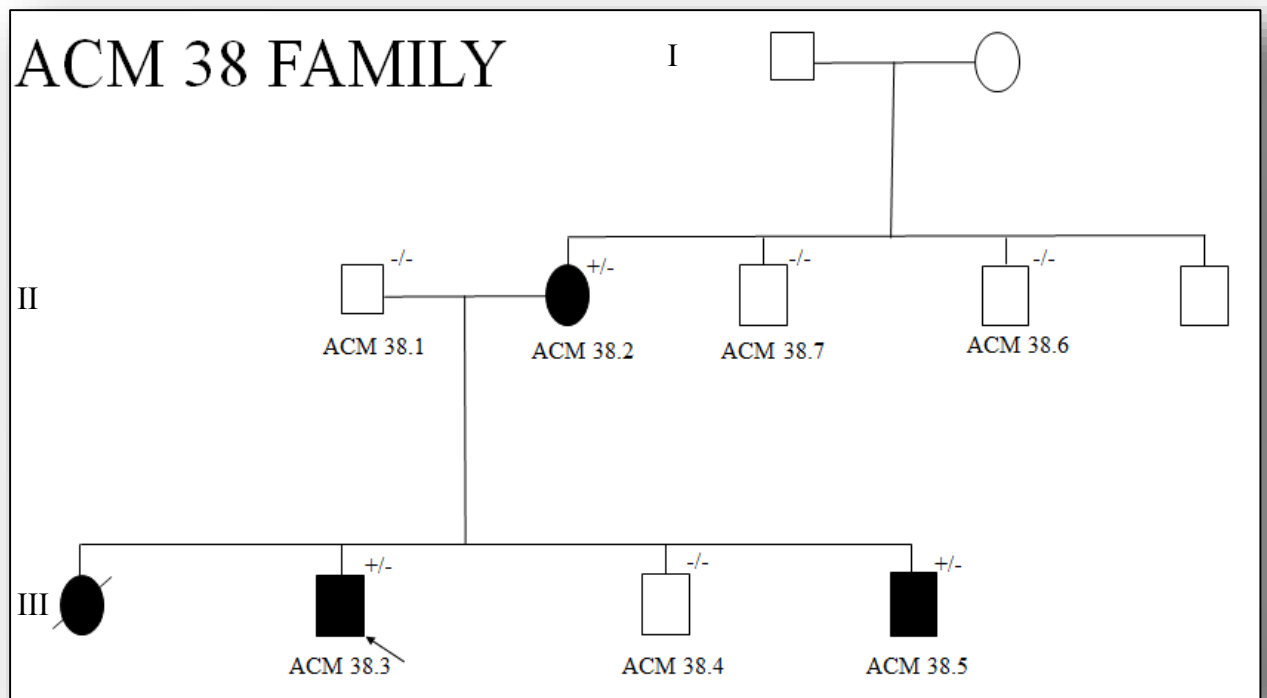 ACM 38 FAMILY
I
II
-/-
+/-
-/-
-/-
ACM 38.1
ACM 38.2
ACM 38.7
ACM 38.6
III
+/-
-/-
+/-
ACM 38.3
ACM 38.4
ACM 38.5